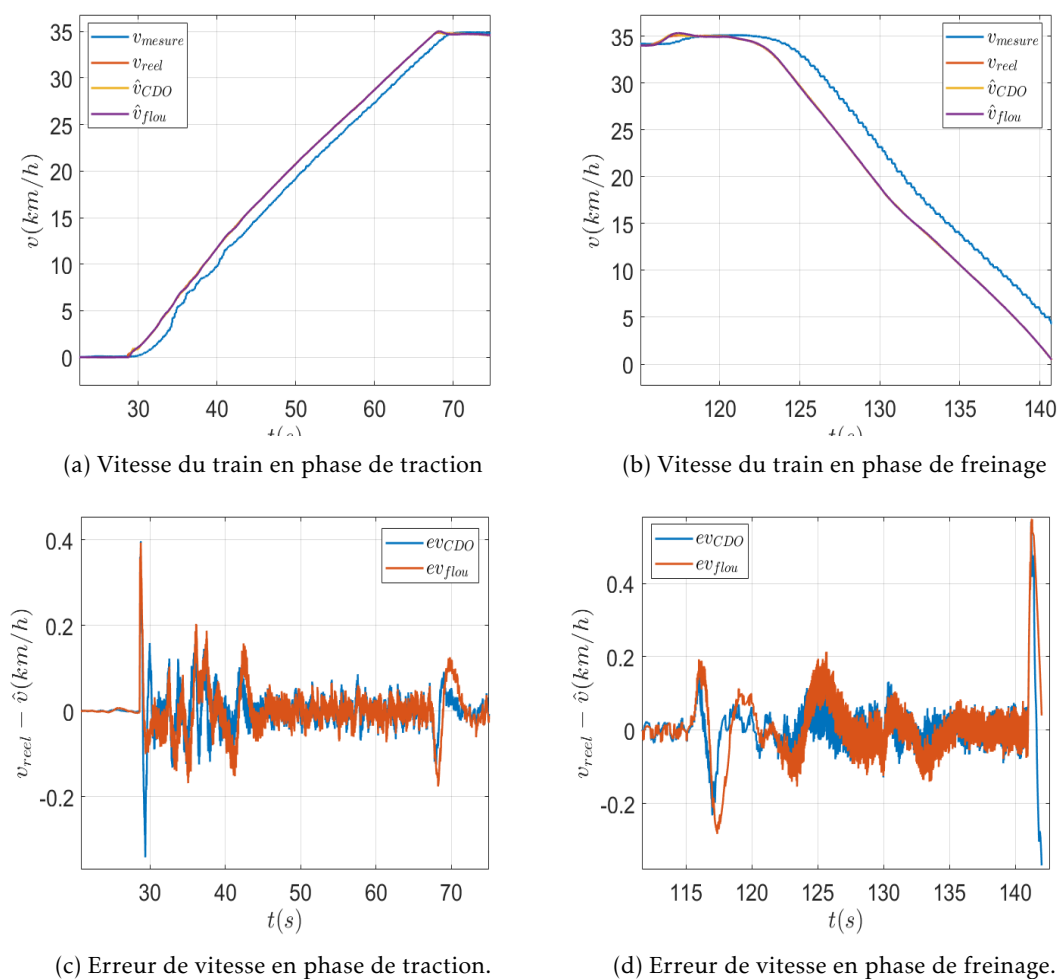 35
30
25
20
15
10
5
0
v(km/h)
v_mesure
v_reel
v̂_CDO
v̂_flou
30 40 50 60 70
t(s)
(a) Vitesse du train en phase de traction
35
30
25
20
15
10
5
0
v(km/h)
v_mesure
v_reel
v̂_CDO
v̂_flou
120 125 130 135 140
t(s)
(b) Vitesse du train en phase de freinage
0.4
0.2
0
-0.2
v_reel − v̂(km/h)
ev_CDO
ev_flou
30 40 50 60 70
t(s)
(c) Erreur de vitesse en phase de traction.
0.4
0.2
0
-0.2
v_reel − v̂(km/h)
ev_CDO
ev_flou
115 120 125 130 135 140
t(s)
(d) Erreur de vitesse en phase de freinage.